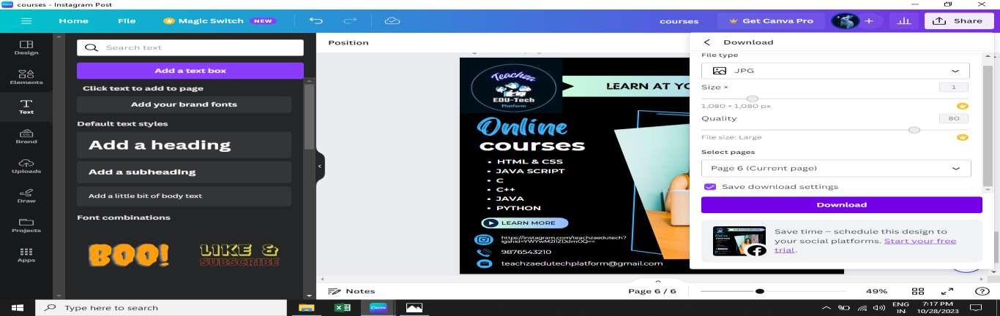 courses - Instagram Post
Home File Magic Switch NEW courses Get Canva Pro Share
Design
Elements
Text
Brand
Uploads
Draw
Projects
Apps
Search text
Add a text box
Click text to add to page
Add your brand fonts
Default text styles
Add a heading
Add a subheading
Add a little bit of body text
Font combinations
BOO!
LIKE &
SUBSCRIBE
Position
Teachza
EDU-Tech
Platform
LEARN AT YO
Online
courses
• HTML & CSS
• JAVA SCRIPT
• C
• C++
• JAVA
• PYTHON
LEARN MORE
https://instagram.com/teachzaedutech?
9876543210
teachzaedutechplatform@gmail.com
Download
File type
JPG
Size × 1
1,080 × 1,080 px
Quality 80
File size: Large
Select pages
Page 6 (Current page)
Save download settings
Download
Save time – schedule this design to
your social platforms. Start your free
trial.
Notes Page 6 / 6 49%
Type here to search
ENG
IN
7:17 PM
10/28/2023